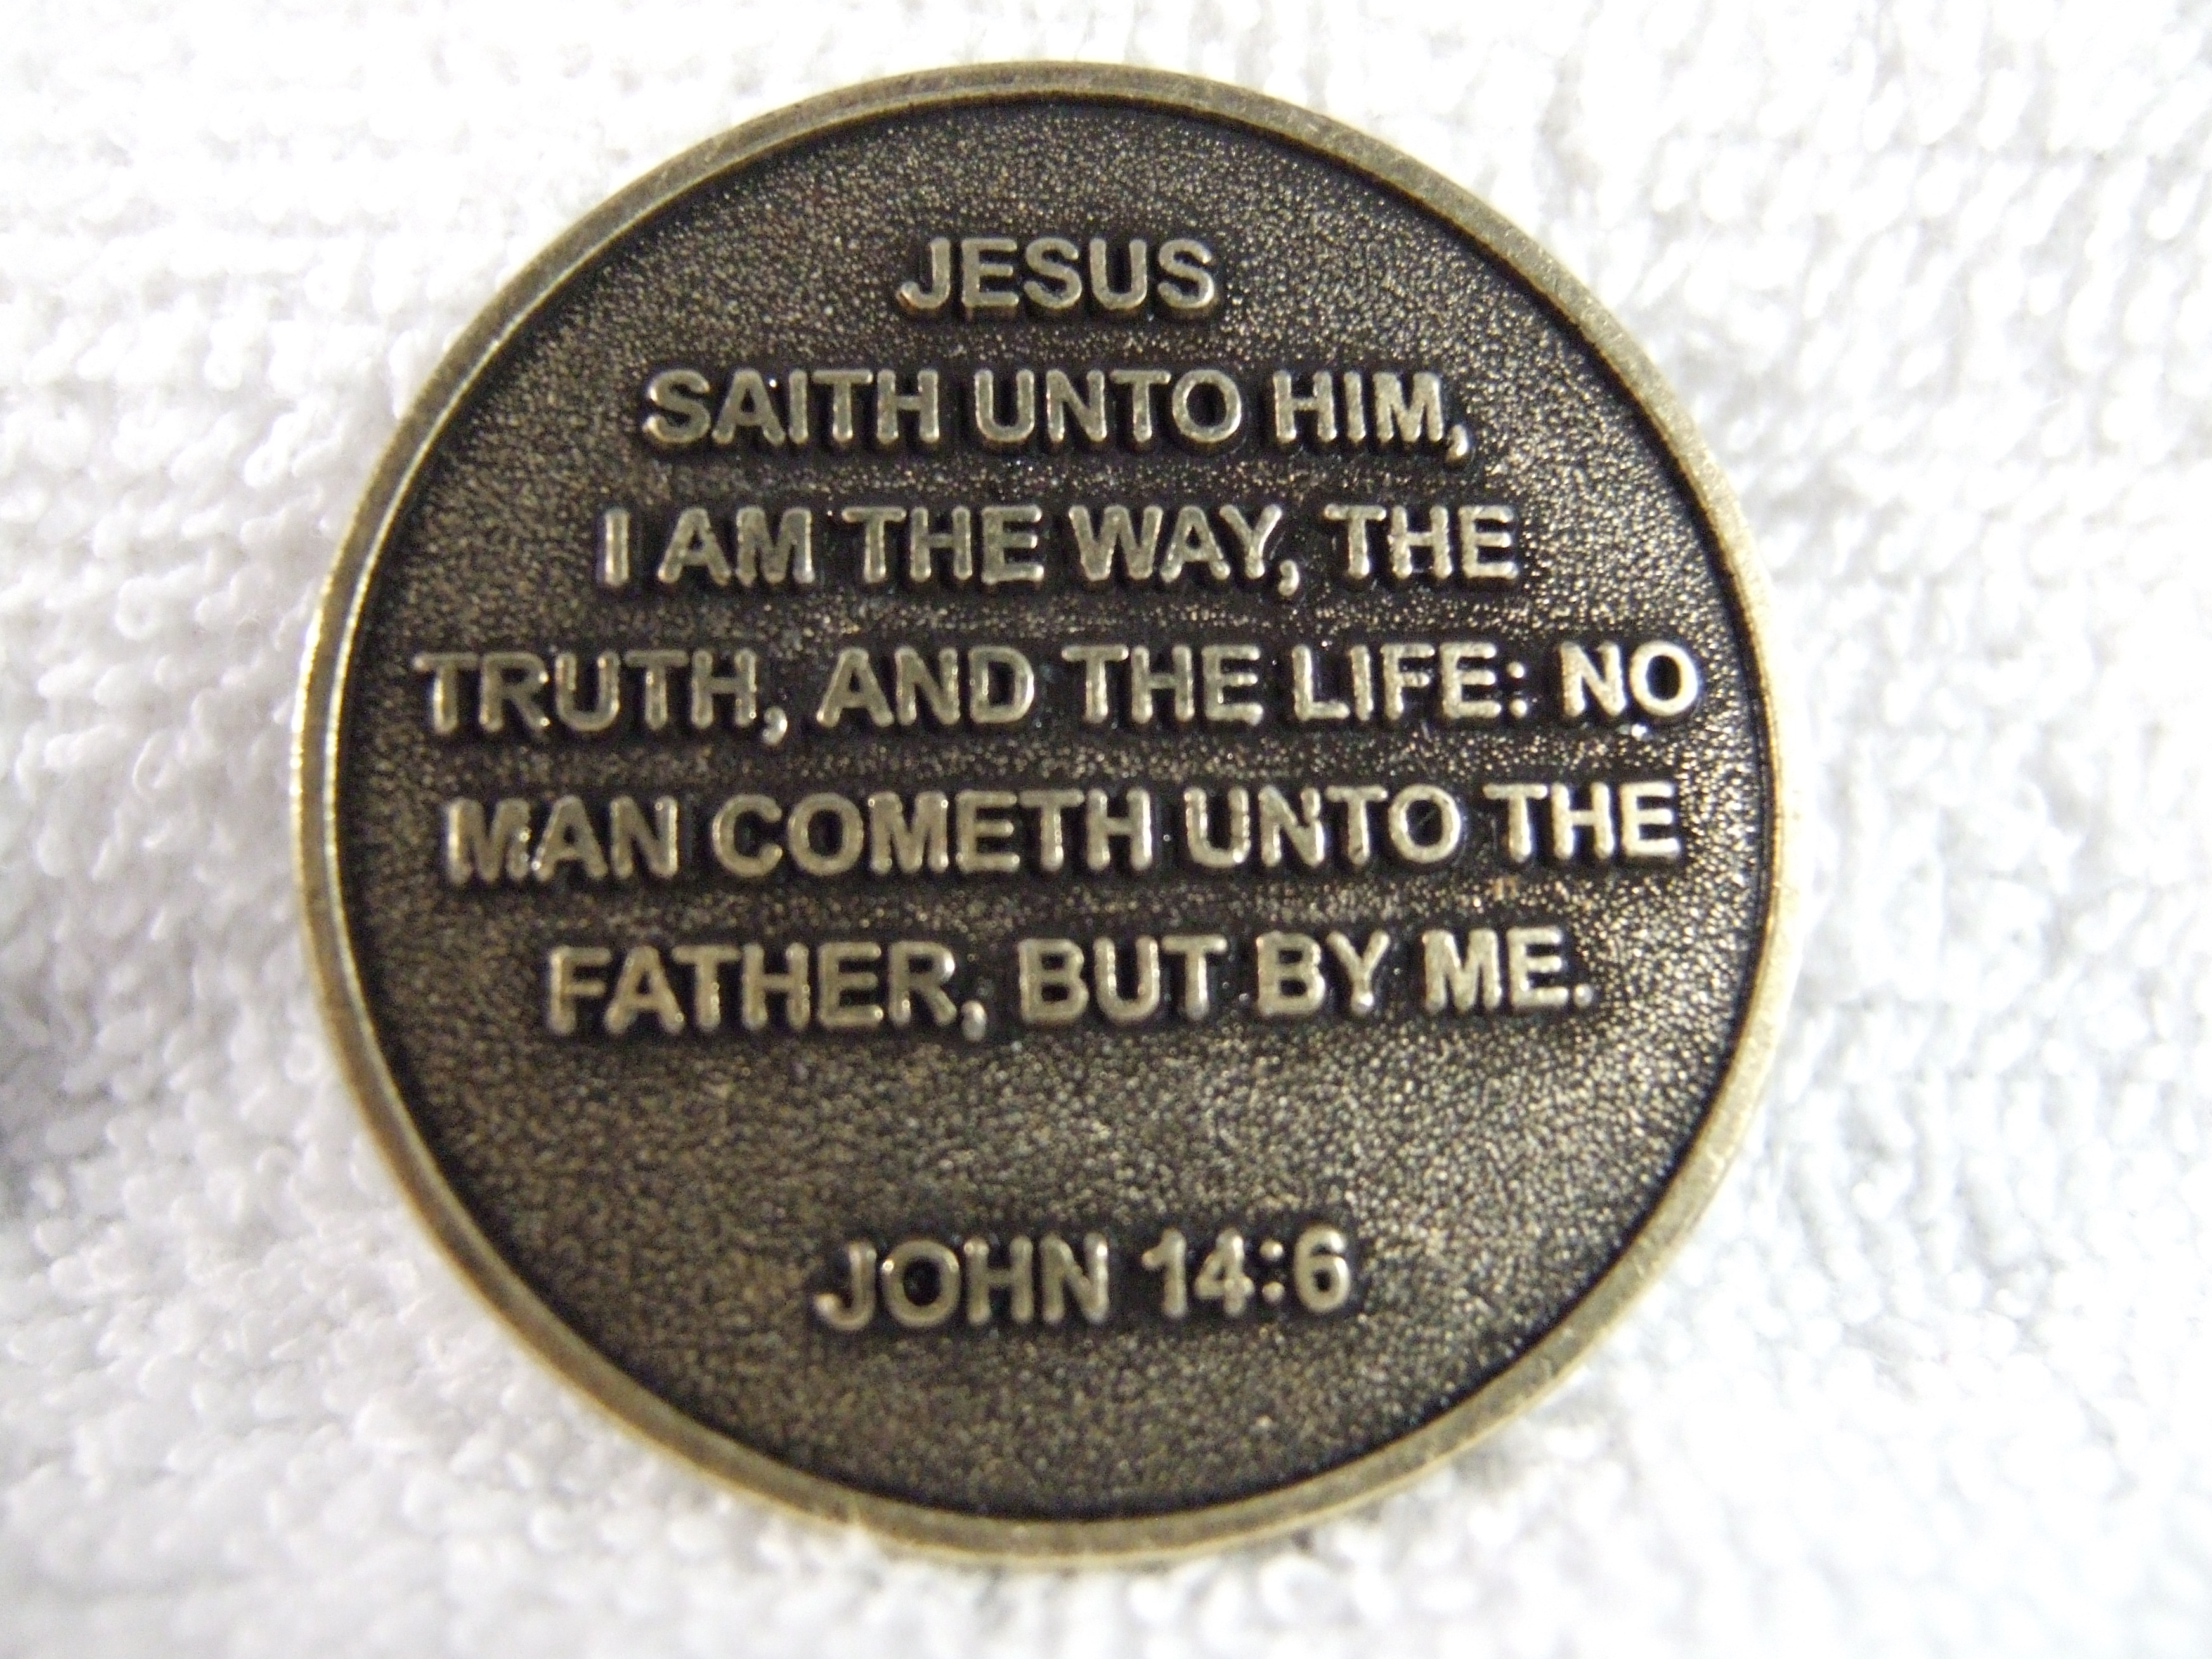 JESUS
SAITH UNTO HIM,
I AM THE WAY, THE
TRUTH, AND THE LIFE: NO
MAN COMETH UNTO THE
FATHER, BUT BY ME.
JOHN 14:6